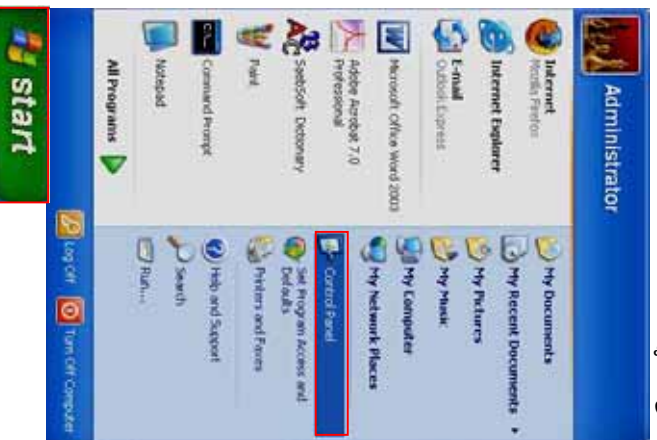 Administrator
Internet
Mozilla Firefox
Internet Explorer
E-mail
Outlook Express
Microsoft Office Word 2003
Adobe Acrobat 7.0
Professional
SaebSoft Dictionary
Paint
Command Prompt
Notepad
All Programs
My Documents
My Recent Documents
My Pictures
My Music
My Computer
My Network Places
Control Panel
Set Program Access and
Defaults
Printers and Faxes
Help and Support
Search
Run...
Log Off
Turn Off Computer
start